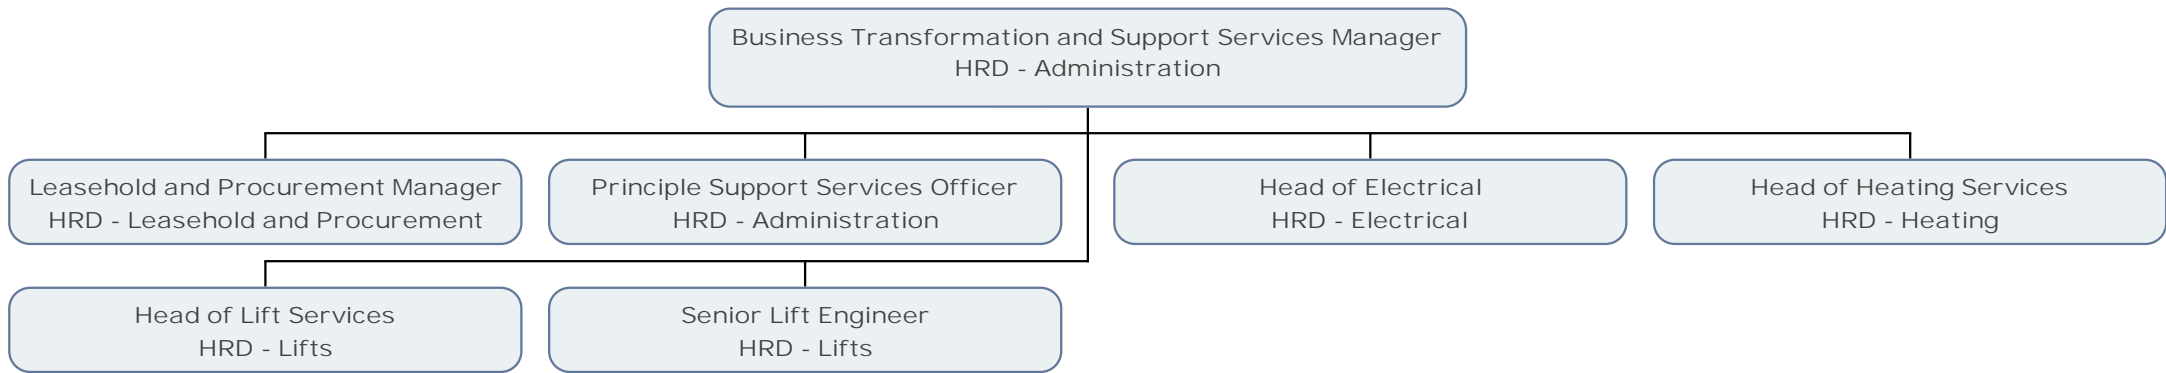 Business Transformation and Support Services Manager
HRD - Administration
Leasehold and Procurement Manager
HRD - Leasehold and Procurement
Principle Support Services Officer
HRD - Administration
Head of Electrical
HRD - Electrical
Head of Heating Services
HRD - Heating
Head of Lift Services
HRD - Lifts
Senior Lift Engineer
HRD - Lifts